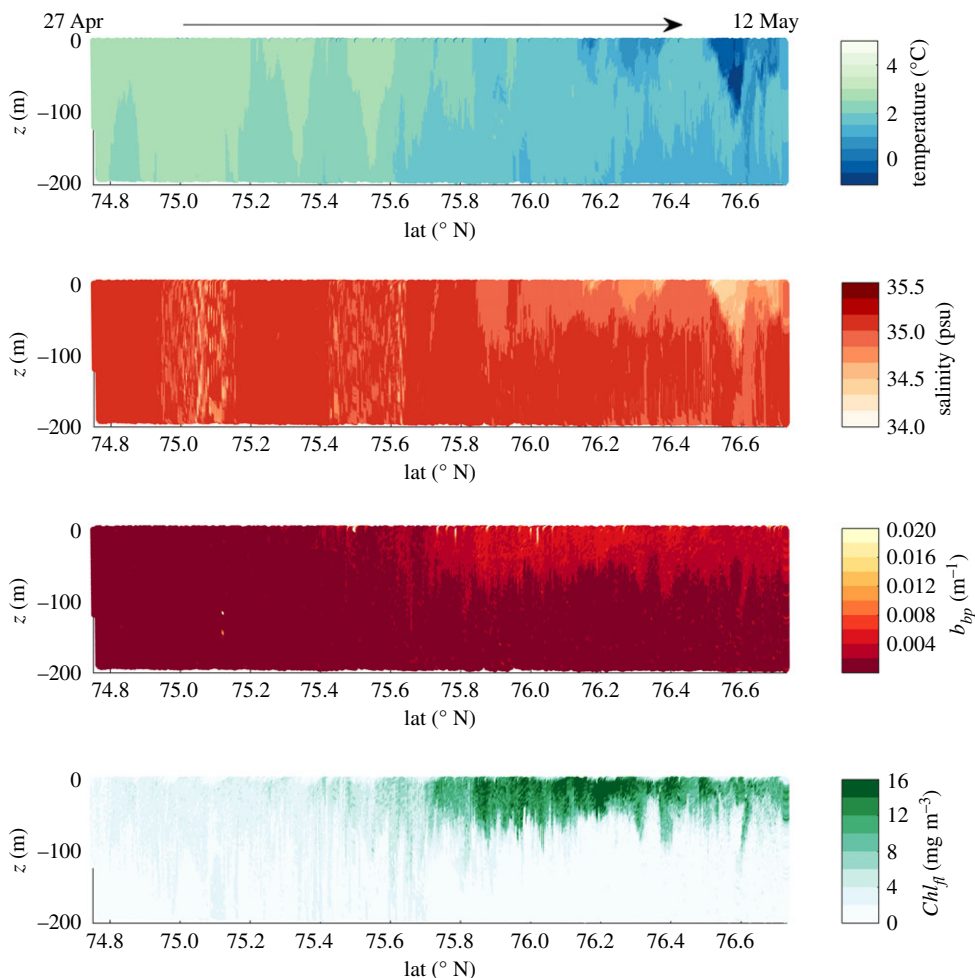 27 Apr 12 May
0
–100
–200
z (m)
74.8 75.0 75.2 75.4 75.6 75.8 76.0 76.2 76.4 76.6
lat (° N)
4
2
0
temperature (°C)
0
–100
–200
z (m)
74.8 75.0 75.2 75.4 75.6 75.8 76.0 76.2 76.4 76.6
lat (° N)
35.5
35.0
34.5
34.0
salinity (psu)
0
–100
–200
z (m)
74.8 75.0 75.2 75.4 75.6 75.8 76.0 76.2 76.4 76.6
lat (° N)
0.020
0.016
0.012
0.008
0.004
b_bp (m⁻¹)
0
–100
–200
z (m)
74.8 75.0 75.2 75.4 75.6 75.8 76.0 76.2 76.4 76.6
lat (° N)
16
12
8
4
0
Chl_fl (mg m⁻³)